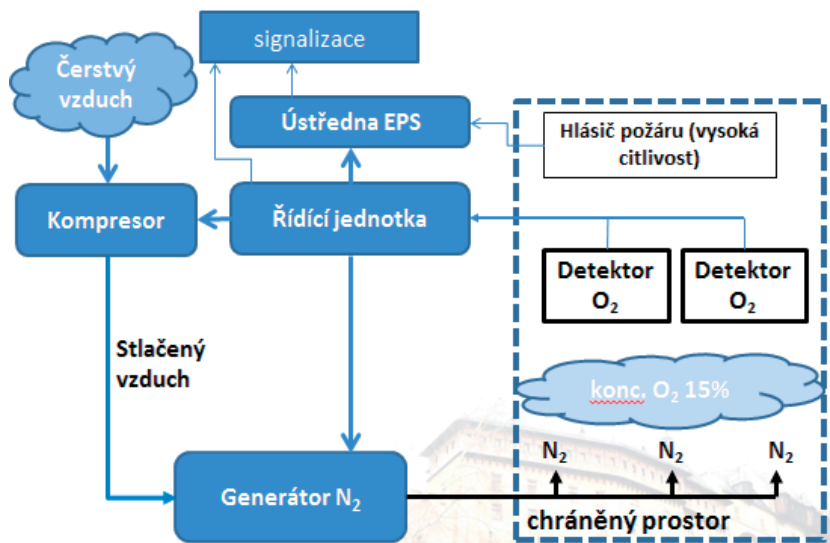 signalizace
Čerstvý
vzduch
Ústředna EPS
Hlásič požáru (vysoká
citlivost)
Kompresor
Řídící jednotka
Detektor
O₂
Detektor
O₂
Stlačený
vzduch
konc. O₂ 15%
N₂
N₂
N₂
Generátor N₂
chráněný prostor